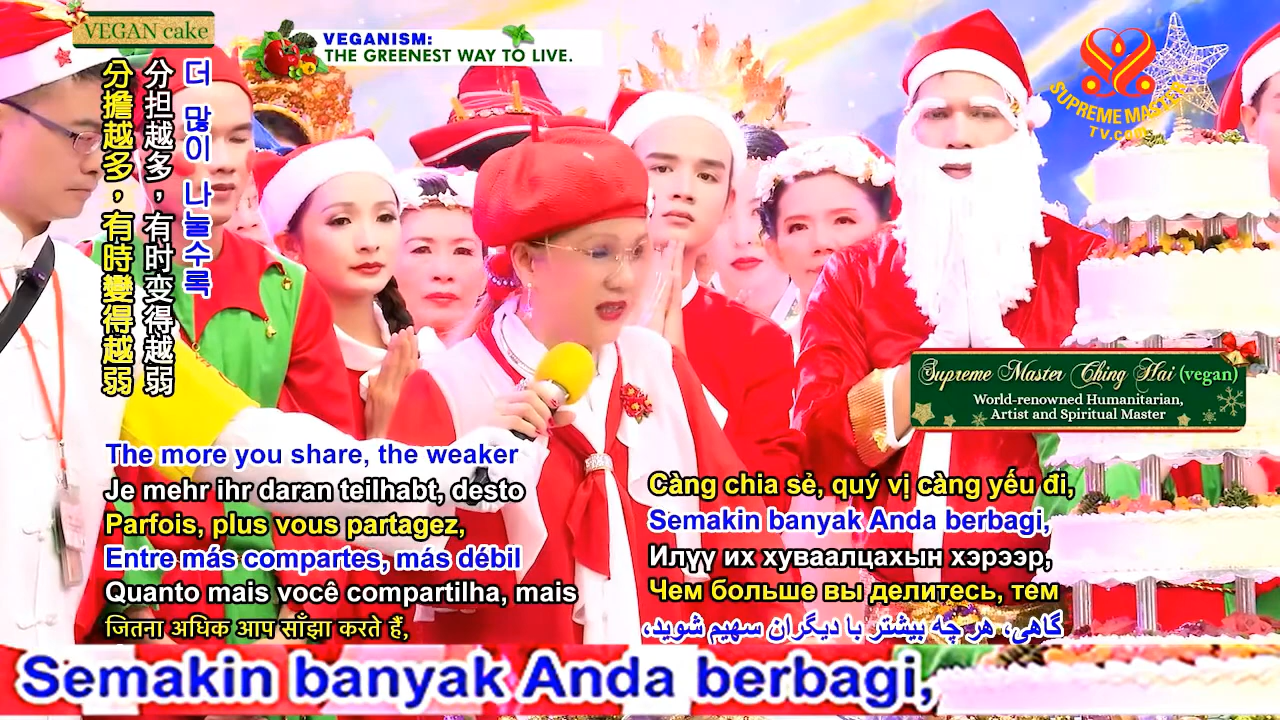 VEGAN cake
VEGANISM:
THE GREENEST WAY TO LIVE.
SUPREME MASTER
TV.com
더 많이 나눌수록
分担越多，有时变得越弱
分擔越多，有時變得越弱
Supreme Master Ching Hai (vegan)
World-renowned Humanitarian,
Artist and Spiritual Master
The more you share, the weaker
Je mehr ihr daran teilhabt, desto
Parfois, plus vous partagez,
Entre más compartes, más débil
Quanto mais você compartilha, mais
जितना अधिक आप साँझा करते हैं,
Càng chia sẻ, quý vị càng yếu đi,
Semakin banyak Anda berbagi,
Илүү их хуваалцахын хэрээр,
Чем больше вы делитесь, тем
گاهی، هر چه بیشتر با دیگران سهیم شوید،
Semakin banyak Anda berbagi,